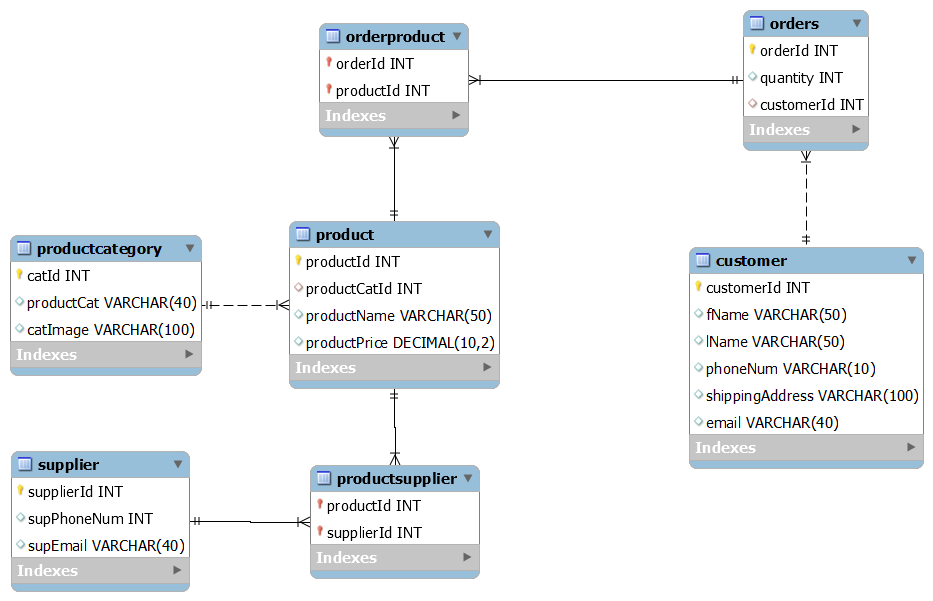 orderproduct
orderId INT
productId INT
Indexes
orders
orderId INT
quantity INT
customerId INT
Indexes
productcategory
catId INT
productCat VARCHAR(40)
catImage VARCHAR(100)
Indexes
product
productId INT
productCatId INT
productName VARCHAR(50)
productPrice DECIMAL(10,2)
Indexes
customer
customerId INT
fName VARCHAR(50)
lName VARCHAR(50)
phoneNum VARCHAR(10)
shippingAddress VARCHAR(100)
email VARCHAR(40)
Indexes
supplier
supplierId INT
supPhoneNum INT
supEmail VARCHAR(40)
Indexes
productsupplier
productId INT
supplierId INT
Indexes